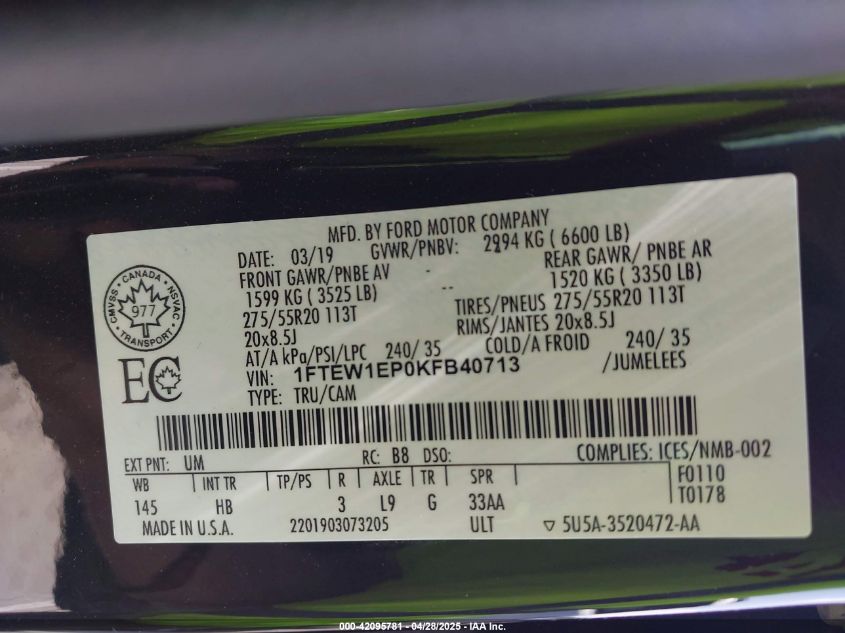 MFD. BY FORD MOTOR COMPANY
DATE: 03/19 GVWR/PNBV: 2994 KG ( 6600 LB)
FRONT GAWR/PNBE AV REAR GAWR/ PNBE AR
1599 KG ( 3525 LB) 1520 KG ( 3350 LB)
275/55R20 113T TIRES/PNEUS 275/55R20 113T
20x8.5J RIMS/JANTES 20x8.5J
AT/A kPa/PSI/LPC 240/ 35 COLD/A FROID 240/ 35
VIN: 1FTEW1EP0KFB40713 /JUMELEES
TYPE: TRU/CAM
CMVSS · CANADA · NSVAC
977
· TRANSPORT ·
EC
EXT PNT: UM RC: B8 DSO: COMPLIES: ICES/NMB-002
WB INT TR TP/PS R AXLE TR SPR F0110
145 HB 3 L9 G 33AA T0178
MADE IN U.S.A. 2201903073205 ULT ▽ 5U5A-3520472-AA
000-42095781 - 04/28/2025 - IAA Inc.